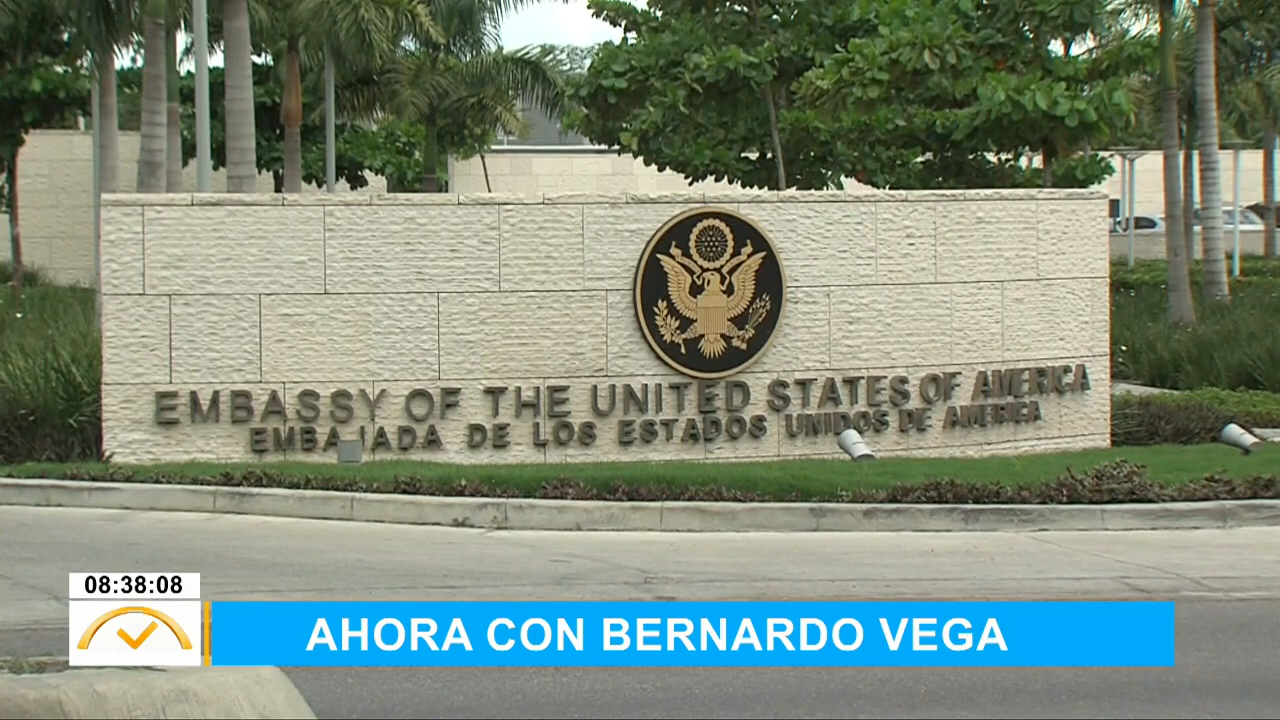 EMBASSY OF THE UNITED STATES OF AMERICA
EMBAJADA DE LOS ESTADOS UNIDOS DE AMERICA
08:38:08
AHORA CON BERNARDO VEGA